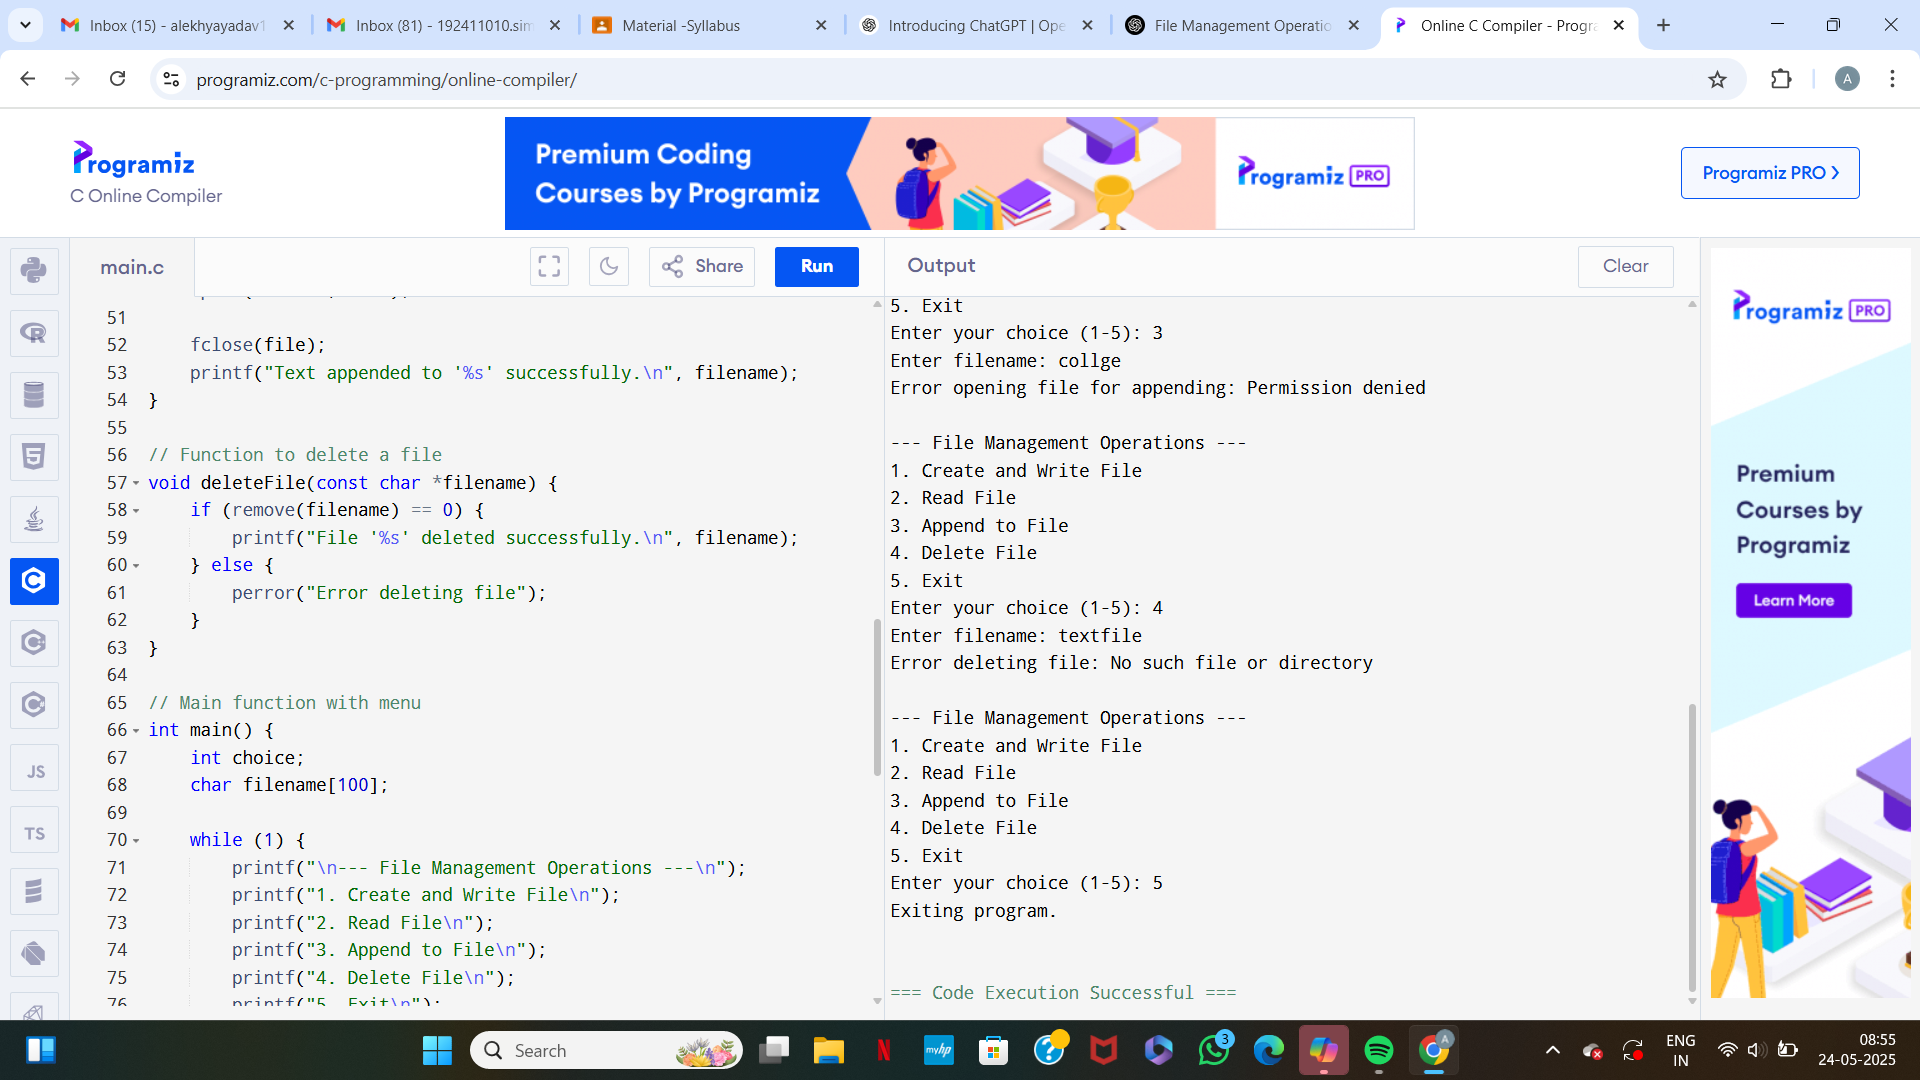 Inbox (15) - alekhyayadav1
Inbox (81) - 192411010.sim
Material -Syllabus
Introducing ChatGPT | Ope
File Management Operatio
Online C Compiler - Progra
programiz.com/c-programming/online-compiler/
A
Programiz
C Online Compiler
Premium Coding
Courses by Programiz
Programiz PRO
Programiz PRO
main.c
Share
Run
Output
Clear
51
52 fclose(file);
53 printf("Text appended to '%s' successfully.\n", filename);
54 }
55
56 // Function to delete a file
57 void deleteFile(const char *filename) {
58 if (remove(filename) == 0) {
59 printf("File '%s' deleted successfully.\n", filename);
60 } else {
61 perror("Error deleting file");
62 }
63 }
64
65 // Main function with menu
66 int main() {
67 int choice;
68 char filename[100];
69
70 while (1) {
71 printf("\n--- File Management Operations ---\n");
72 printf("1. Create and Write File\n");
73 printf("2. Read File\n");
74 printf("3. Append to File\n");
75 printf("4. Delete File\n");
76 printf("5. Exit\n");
5. Exit
Enter your choice (1-5): 3
Enter filename: collge
Error opening file for appending: Permission denied
--- File Management Operations ---
1. Create and Write File
2. Read File
3. Append to File
4. Delete File
5. Exit
Enter your choice (1-5): 4
Enter filename: textfile
Error deleting file: No such file or directory
--- File Management Operations ---
1. Create and Write File
2. Read File
3. Append to File
4. Delete File
5. Exit
Enter your choice (1-5): 5
Exiting program.
=== Code Execution Successful ===
Programiz PRO
Premium
Courses by
Programiz
Learn More
JS
TS
Search
myhp
3
A
ENG
IN
08:55
24-05-2025